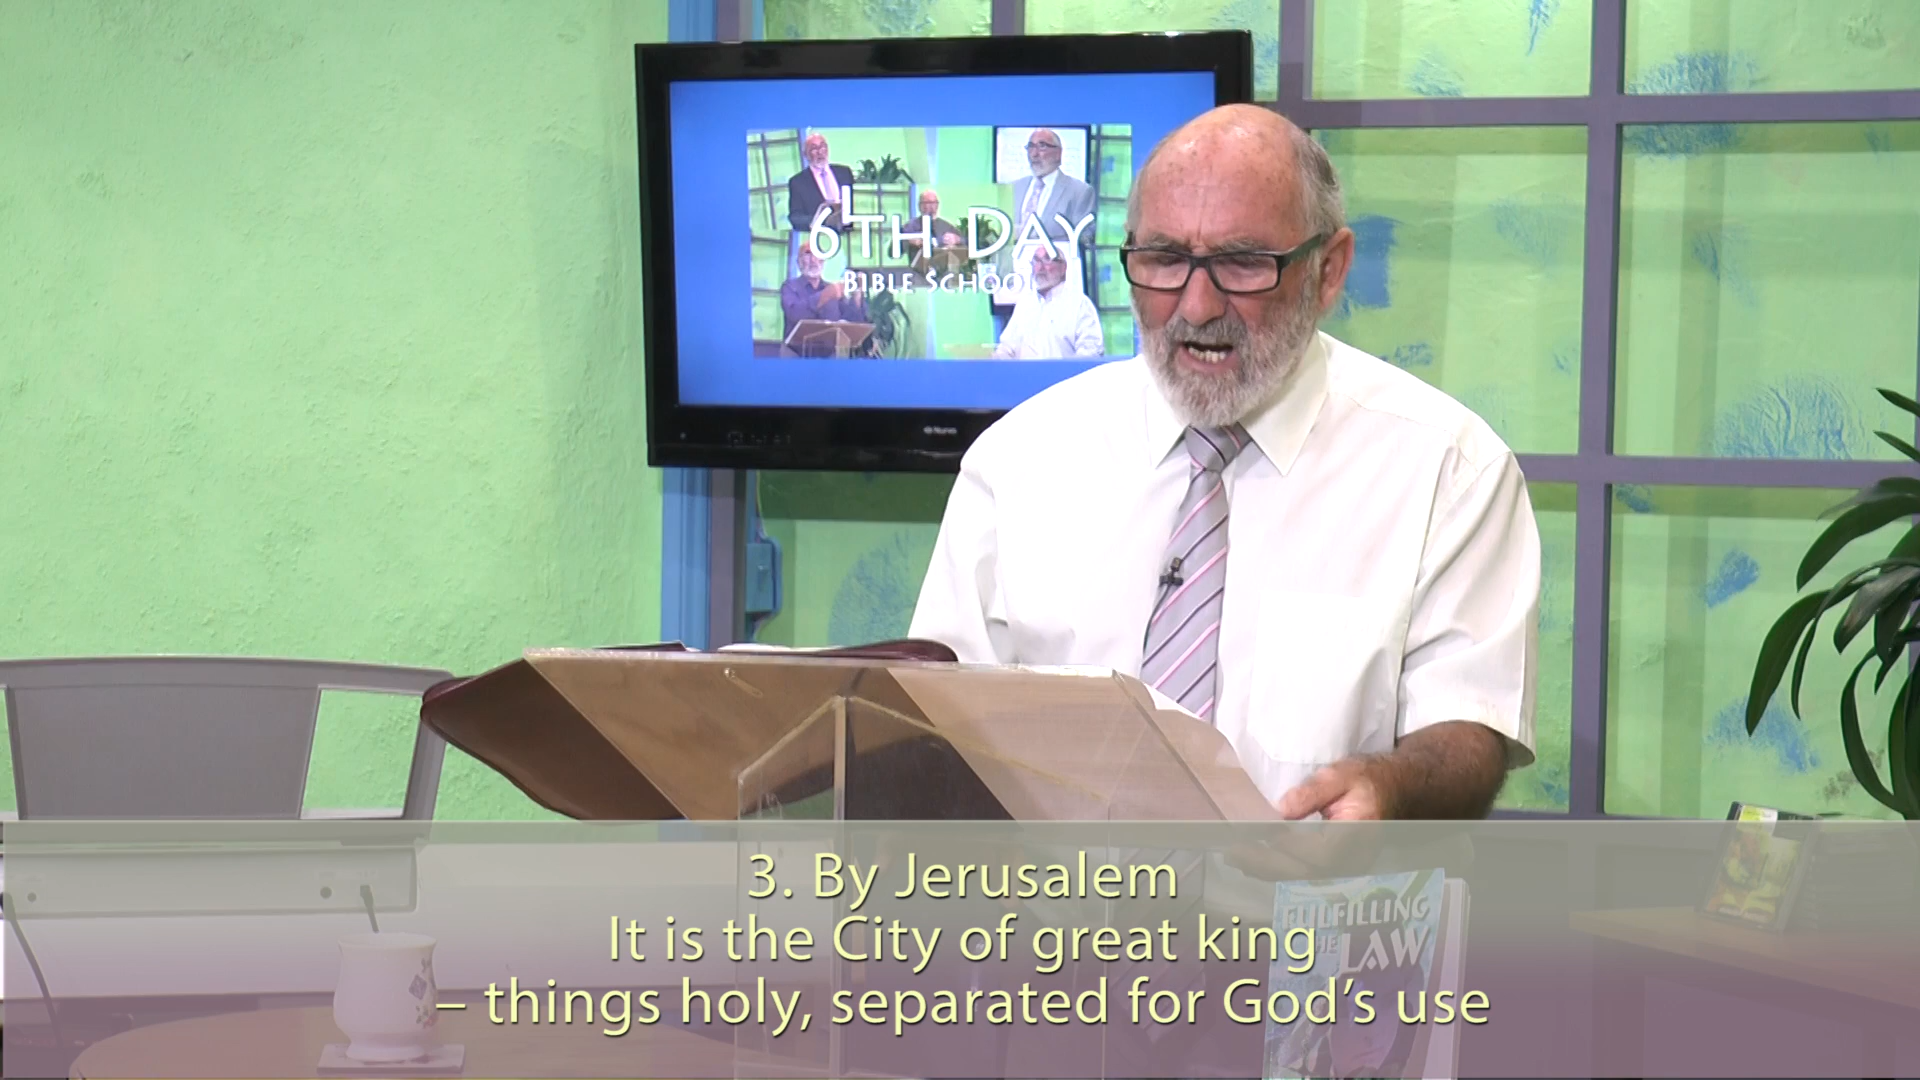 6th Day
Bible School
3. By Jerusalem
It is the City of great king
– things holy, separated for God's use
FULFILLING
THE
LAW